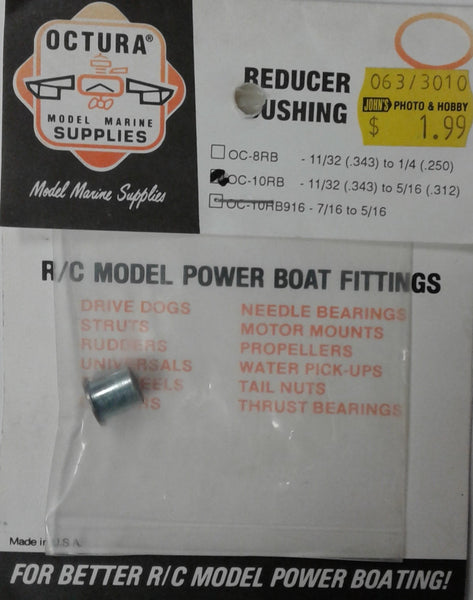 OCTURA®
MODEL MARINE
SUPPLIES
Model Marine Supplies
REDUCER
063/3010
JOHN'S PHOTO & HOBBY
$ 1.99
OC-8RB - 11/32 (.343) to 1/4 (.250)
OC-10RB - 11/32 (.343) to 5/16 (.312)
OC-10RB916 - 7/16 to 5/16
R/C MODEL POWER BOAT FITTINGS
DRIVE DOGS
STRUTS
RUDDERS
UNIVERSALS
NEEDLE BEARINGS
MOTOR MOUNTS
PROPELLERS
WATER PICK-UPS
TAIL NUTS
THRUST BEARINGS
Made in U.S.A.
FOR BETTER R/C MODEL POWER BOATING!